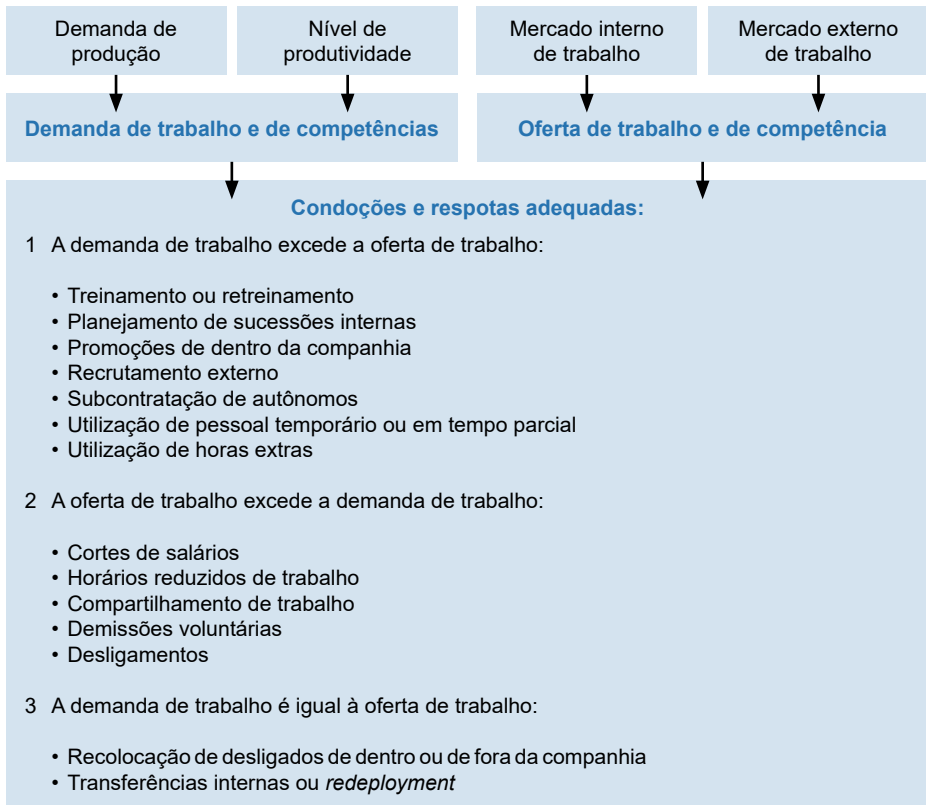 Demanda de
produção
Nível de
produtividade
Mercado interno
de trabalho
Mercado externo
de trabalho
Demanda de trabalho e de competências
Oferta de trabalho e de competência
Condoções e respotas adequadas:
1 A demanda de trabalho excede a oferta de trabalho:
• Treinamento ou retreinamento
• Planejamento de sucessões internas
• Promoções de dentro da companhia
• Recrutamento externo
• Subcontratação de autônomos
• Utilização de pessoal temporário ou em tempo parcial
• Utilização de horas extras
2 A oferta de trabalho excede a demanda de trabalho:
• Cortes de salários
• Horários reduzidos de trabalho
• Compartilhamento de trabalho
• Demissões voluntárias
• Desligamentos
3 A demanda de trabalho é igual à oferta de trabalho:
• Recolocação de desligados de dentro ou de fora da companhia
• Transferências internas ou redeployment